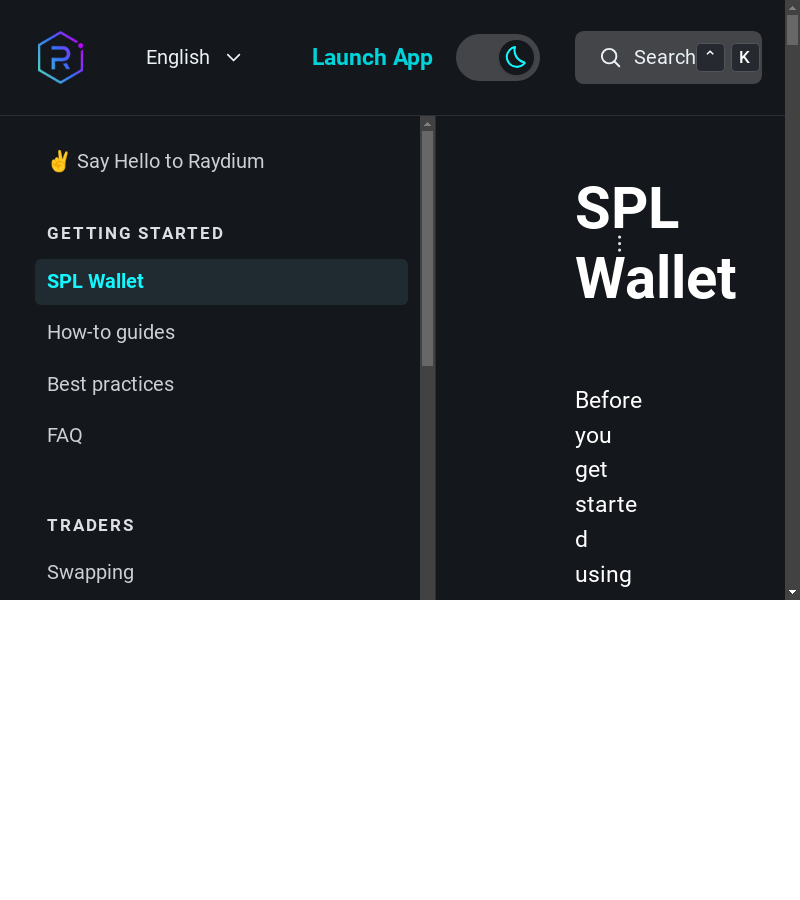 English
Launch App
Search
⌃ K
✌️ Say Hello to Raydium
GETTING STARTED
SPL Wallet
How-to guides
Best practices
FAQ
TRADERS
Swapping
SPL
Wallet
Before
you
get
starte
d
using